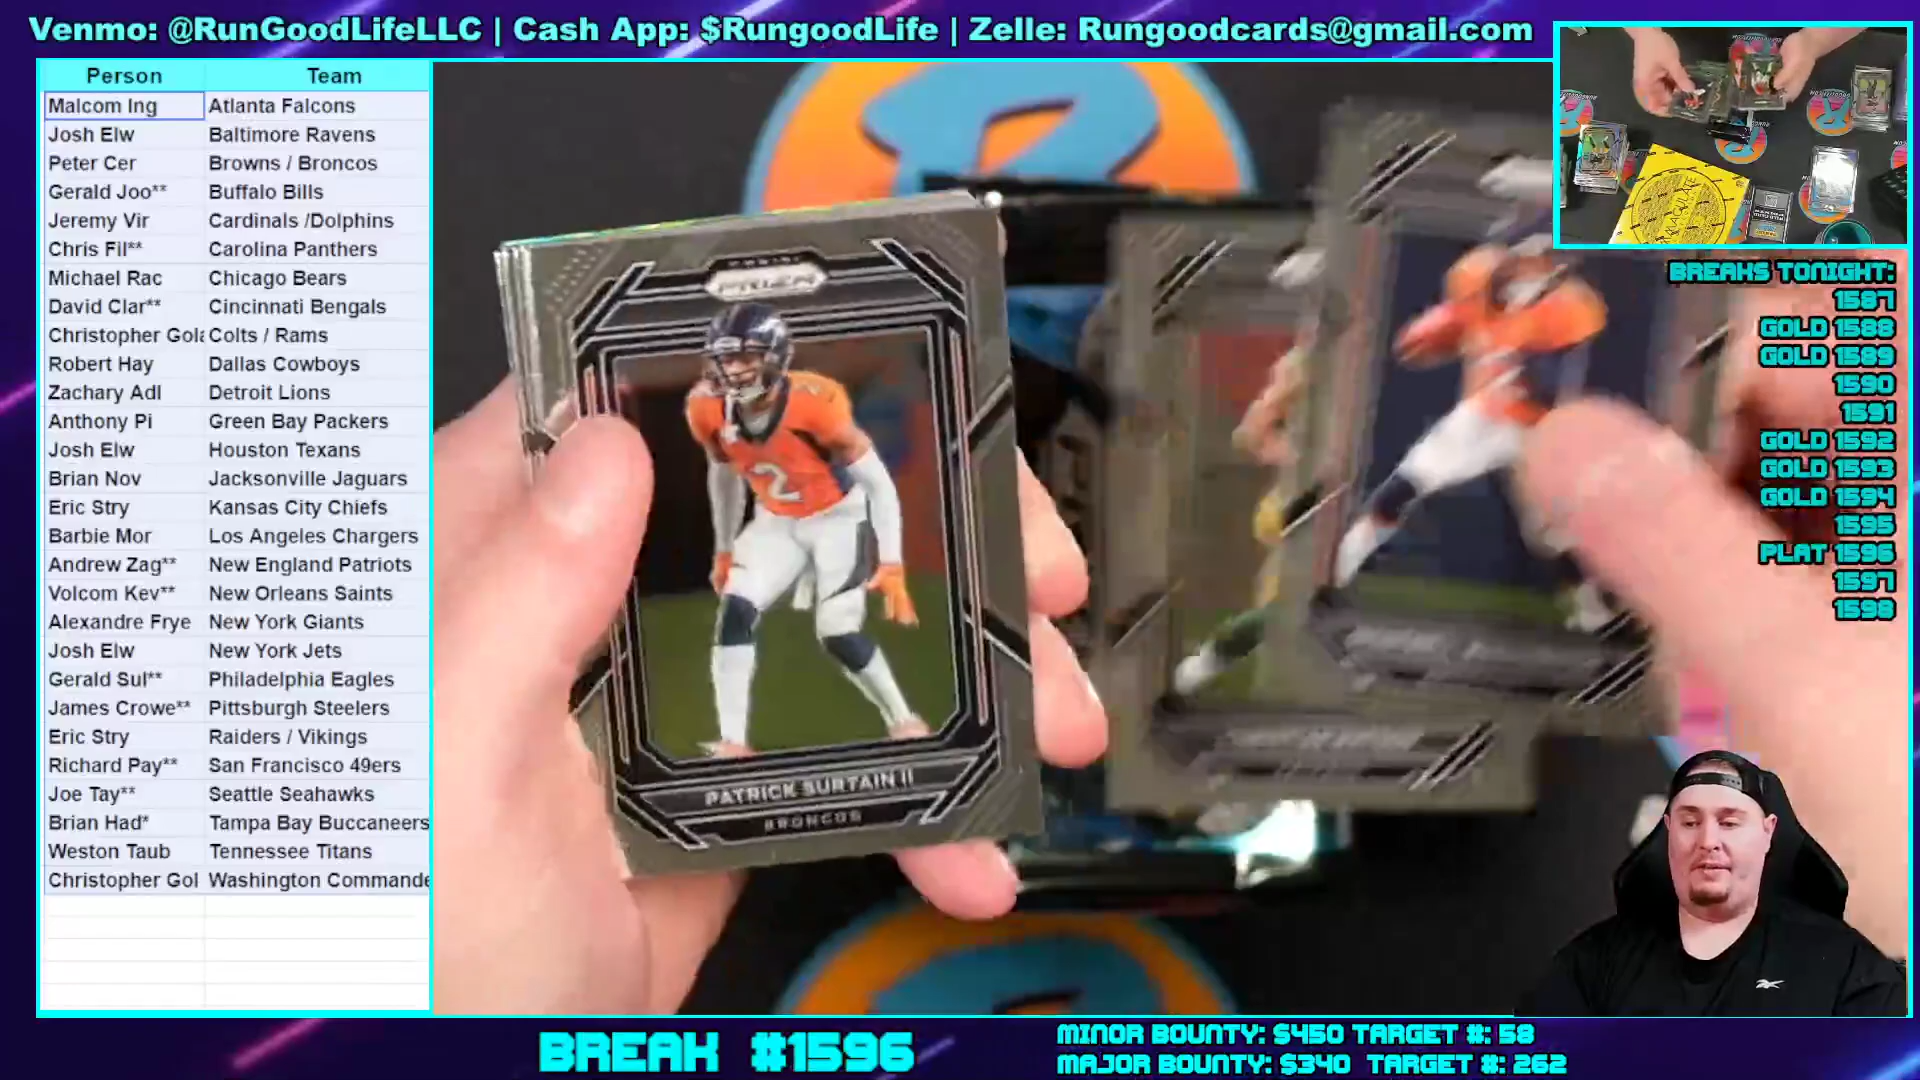 Venmo: @RunGoodLifeLLC | Cash App: $RungoodLife | Zelle: Rungoodcards@gmail.com
Person Team
Malcom Ing Atlanta Falcons
Josh Elw Baltimore Ravens
Peter Cer Browns / Broncos
Gerald Joo** Buffalo Bills
Jeremy Vir Cardinals /Dolphins
Chris Fil** Carolina Panthers
Michael Rac Chicago Bears
David Clar** Cincinnati Bengals
Christopher Gola Colts / Rams
Robert Hay Dallas Cowboys
Zachary Adl Detroit Lions
Anthony Pi Green Bay Packers
Josh Elw Houston Texans
Brian Nov Jacksonville Jaguars
Eric Stry Kansas City Chiefs
Barbie Mor Los Angeles Chargers
Andrew Zag** New England Patriots
Volcom Kev** New Orleans Saints
Alexandre Frye New York Giants
Josh Elw New York Jets
Gerald Sul** Philadelphia Eagles
James Crowe** Pittsburgh Steelers
Eric Stry Raiders / Vikings
Richard Pay** San Francisco 49ers
Joe Tay** Seattle Seahawks
Brian Had* Tampa Bay Buccaneers
Weston Taub Tennessee Titans
Christopher Gol Washington Commande
PRIZM
2
PATRICK SURTAIN II
BRONCOS
BREAKS TONIGHT:
1587
GOLD 1588
GOLD 1589
1590
1591
GOLD 1592
GOLD 1593
GOLD 1594
1595
PLAT 1596
1597
1598
BREAK #1596
MINOR BOUNTY: $450 TARGET #: 58
MAJOR BOUNTY: $340 TARGET #: 262